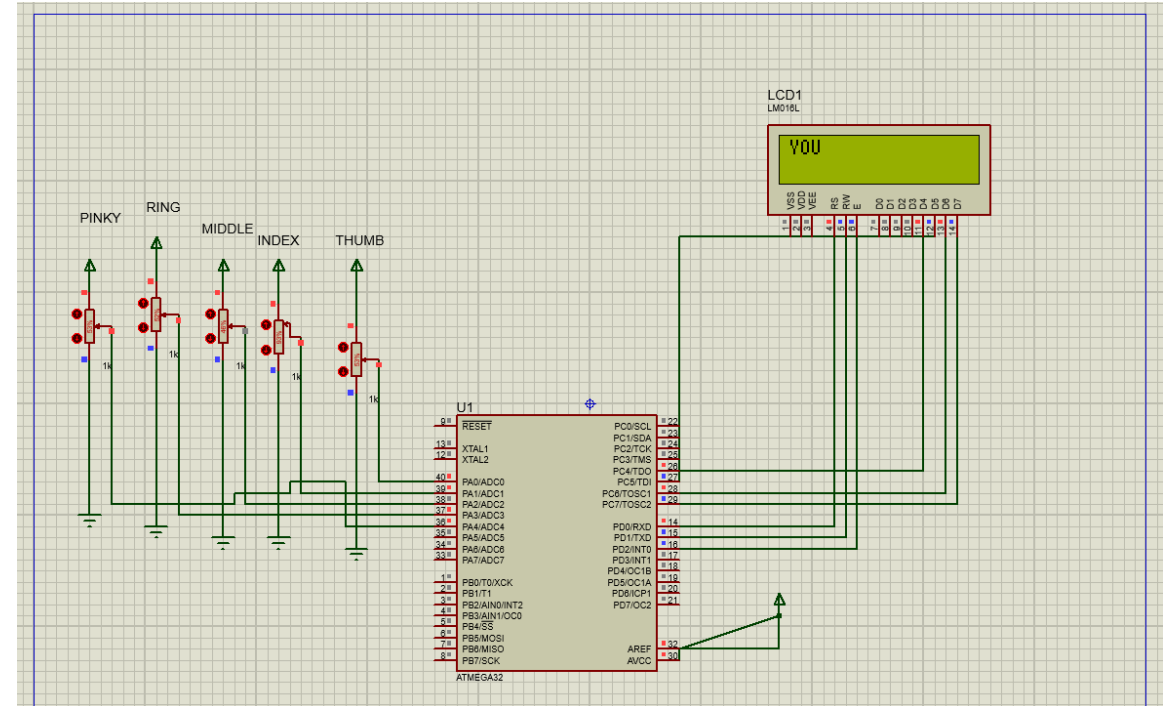 LCD1
LM016L
YOU
VSS
VDD
VEE
RS
RW
E
D0
D1
D2
D3
D4
D5
D6
D7
1
2
3
4
5
6
7
8
9
10
11
12
13
14
PINKY
RING
MIDDLE
INDEX
THUMB
1k
1k
1k
1k
1k
U1
9 RESET
13 XTAL1
12 XTAL2
40 PA0/ADC0
39 PA1/ADC1
38 PA2/ADC2
37 PA3/ADC3
36 PA4/ADC4
35 PA5/ADC5
34 PA6/ADC6
33 PA7/ADC7
1 PB0/T0/XCK
2 PB1/T1
3 PB2/AIN0/INT2
4 PB3/AIN1/OC0
5 PB4/SS
6 PB5/MOSI
7 PB6/MISO
8 PB7/SCK
PC0/SCL 22
PC1/SDA 23
PC2/TCK 24
PC3/TMS 25
PC4/TDO 26
PC5/TDI 27
PC6/TOSC1 28
PC7/TOSC2 29
PD0/RXD 14
PD1/TXD 15
PD2/INT0 16
PD3/INT1 17
PD4/OC1B 18
PD5/OC1A 19
PD6/ICP1 20
PD7/OC2 21
AREF 32
AVCC 30
ATMEGA32